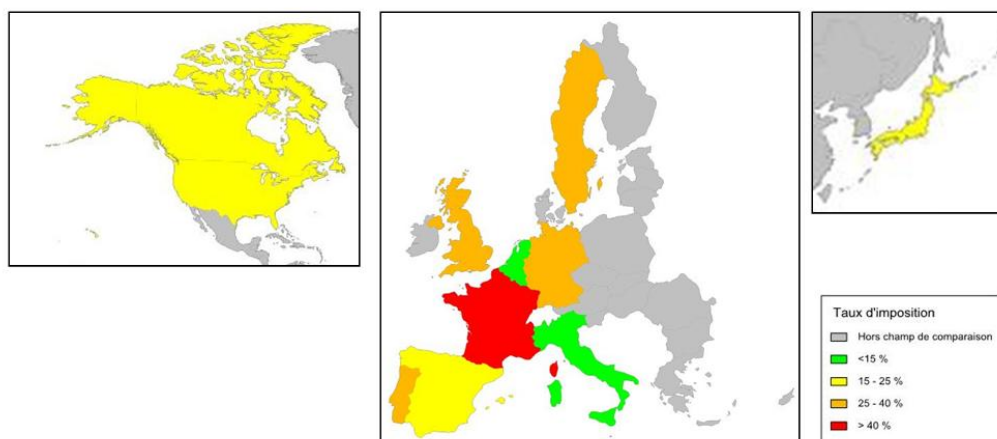 Taux d'imposition
Hors champ de comparaison
<15 %
15 - 25 %
25 - 40 %
> 40 %